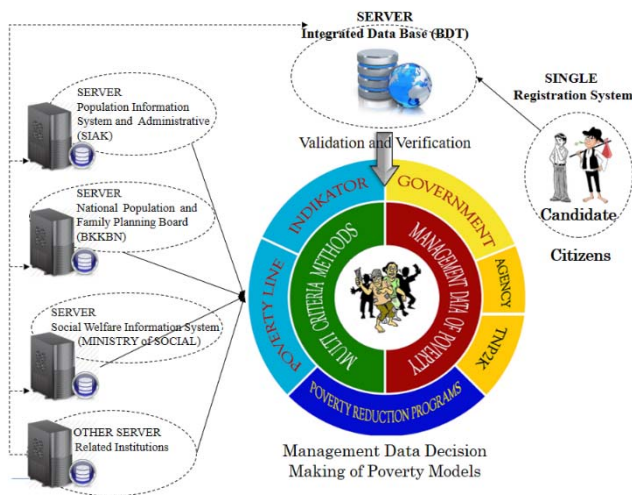 SERVER
Integrated Data Base (BDT)
SINGLE
Registration System
SERVER
Population Information
System and Administrative
(SIAK)
Validation and Verification
Candidate
Citizens
SERVER
National Population and
Family Planning Board
(BKKBN)
INDIKATOR
GOVERNMENT
POVERTY LINE
MULTI CRITERIA METHODS
MANAGEMENT DATA OF POVERTY
AGENCY
TNP2K
SERVER
Social Welfare Information System
(MINISTRY of SOCIAL)
POVERTY REDUCTION PROGRAMS
OTHER SERVER
Related Institutions
Management Data Decision
Making of Poverty Models